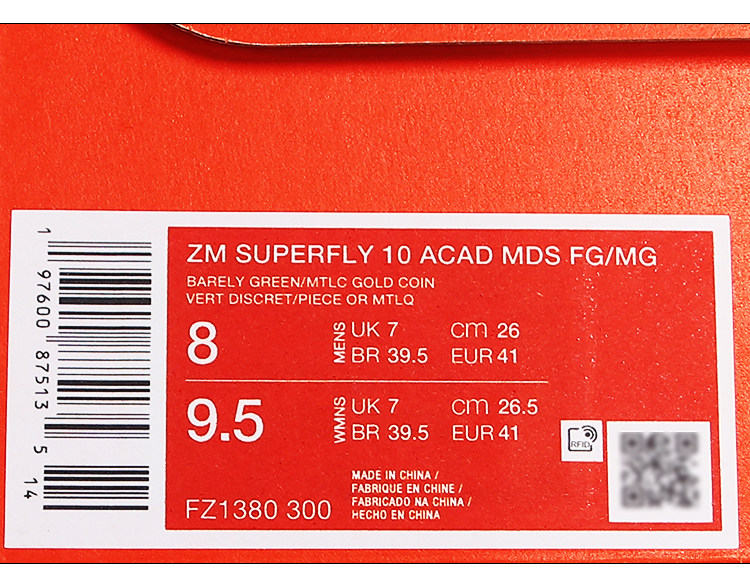 ZM SUPERFLY 10 ACAD MDS FG/MG
BARELY GREEN/MTLC GOLD COIN
VERT DISCRET/PIECE OR MTLQ
8 MENS UK 7 cm 26
BR 39.5 EUR 41
9.5 WMNS UK 7 cm 26.5
BR 39.5 EUR 41
RFID
MADE IN CHINA /
FABRIQUE EN CHINE /
FABRICADO NA CHINA /
HECHO EN CHINA
FZ1380 300
1 97600 87513 5 14